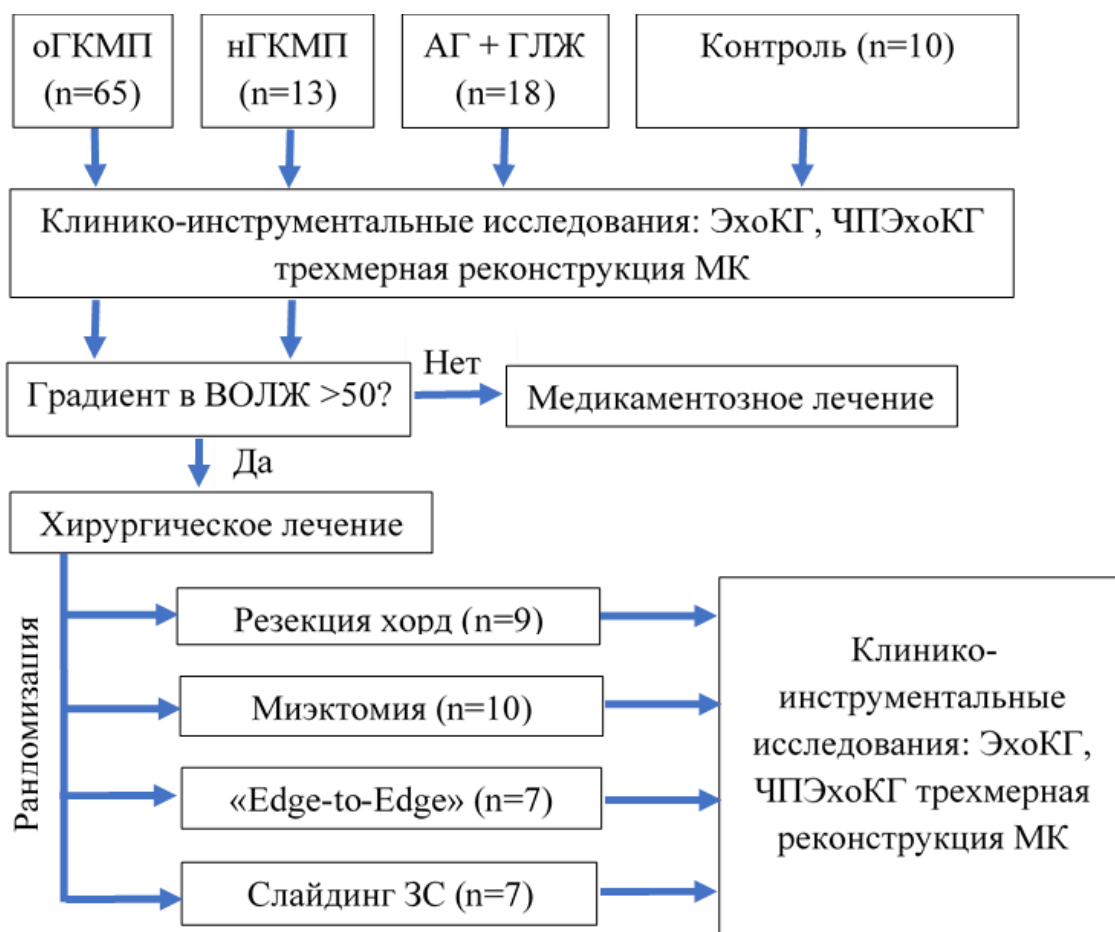 оГКМП
(n=65)
нГКМП
(n=13)
АГ + ГЛЖ
(n=18)
Контроль (n=10)
Клинико-инструментальные исследования: ЭхоКГ, ЧПЭхоКГ
трехмерная реконструкция МК
Градиент в ВОЛЖ >50?
Нет
Медикаментозное лечение
Да
Хирургическое лечение
Рандомизация
Резекция хорд (n=9)
Миэктомия (n=10)
«Edge-to-Edge» (n=7)
Слайдинг ЗС (n=7)
Клинико-
инструментальные
исследования: ЭхоКГ,
ЧПЭхоКГ трехмерная
реконструкция МК